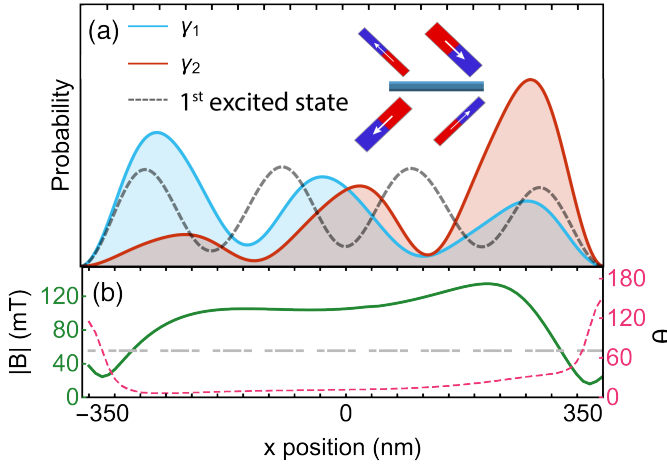 (a)
γ1
γ2
1st excited state
Probability
(b)
|B| (mT)
120
80
40
0
180
120
60
0
θ
−350
0
350
x position (nm)